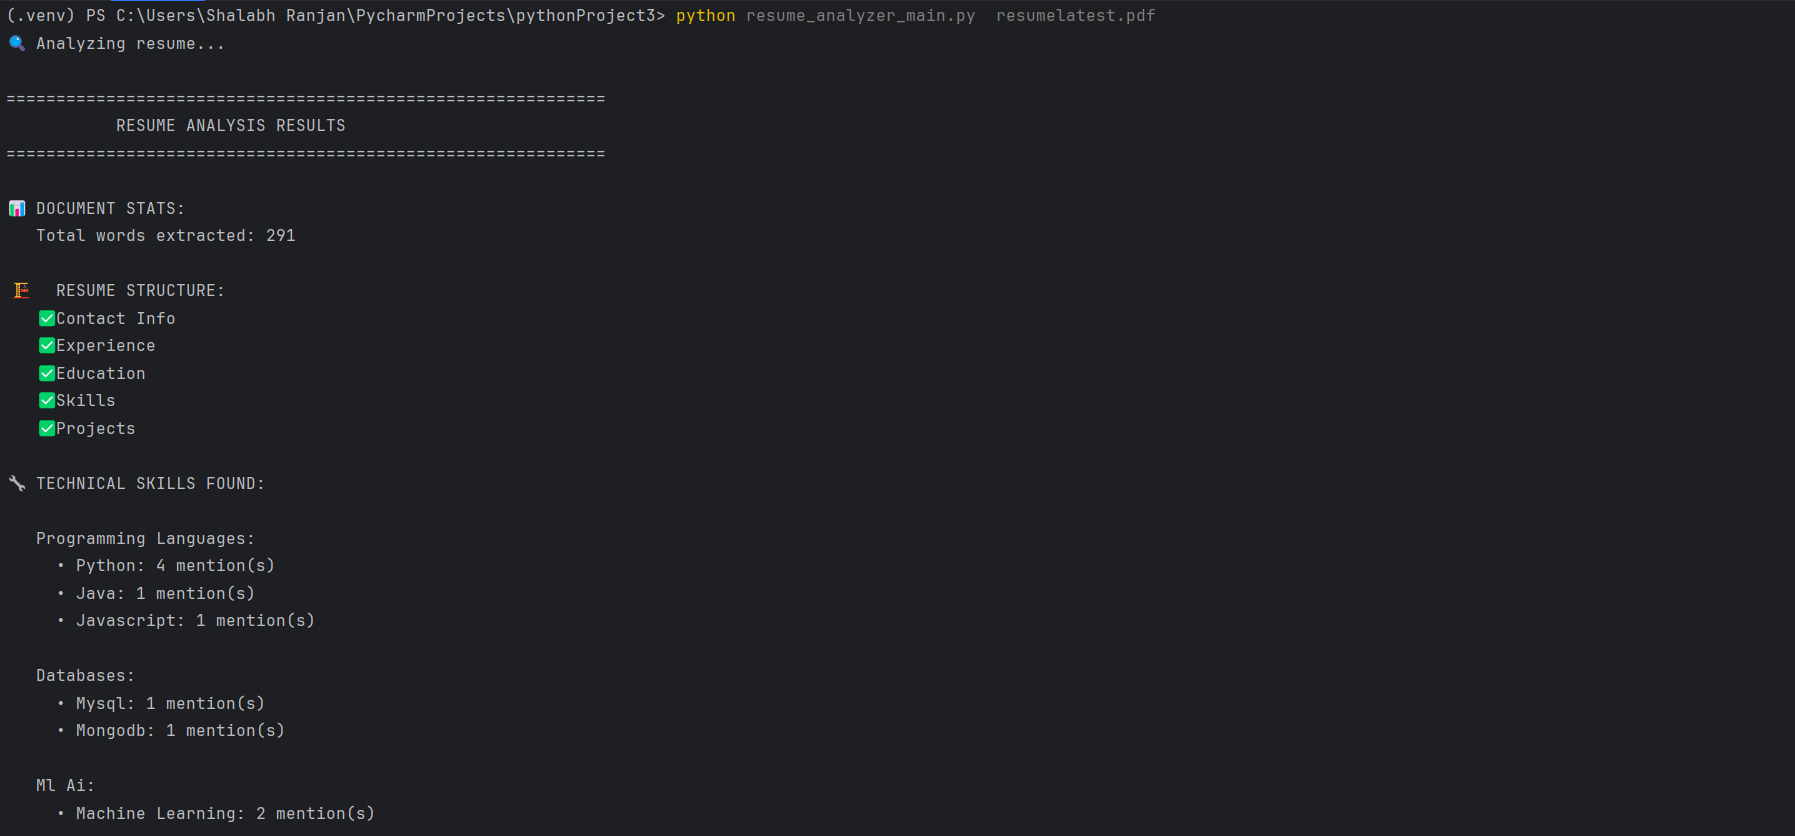 (.venv) PS C:\Users\Shalabh Ranjan\PycharmProjects\pythonProject3> python resume_analyzer_main.py  resumelatest.pdf
🔍 Analyzing resume...
============================================================
           RESUME ANALYSIS RESULTS
============================================================
📊 DOCUMENT STATS:
   Total words extracted: 291
🏗️  RESUME STRUCTURE:
   ✅Contact Info
   ✅Experience
   ✅Education
   ✅Skills
   ✅Projects
🔧 TECHNICAL SKILLS FOUND:
   Programming Languages:
     • Python: 4 mention(s)
     • Java: 1 mention(s)
     • Javascript: 1 mention(s)
   Databases:
     • Mysql: 1 mention(s)
     • Mongodb: 1 mention(s)
   Ml Ai:
     • Machine Learning: 2 mention(s)